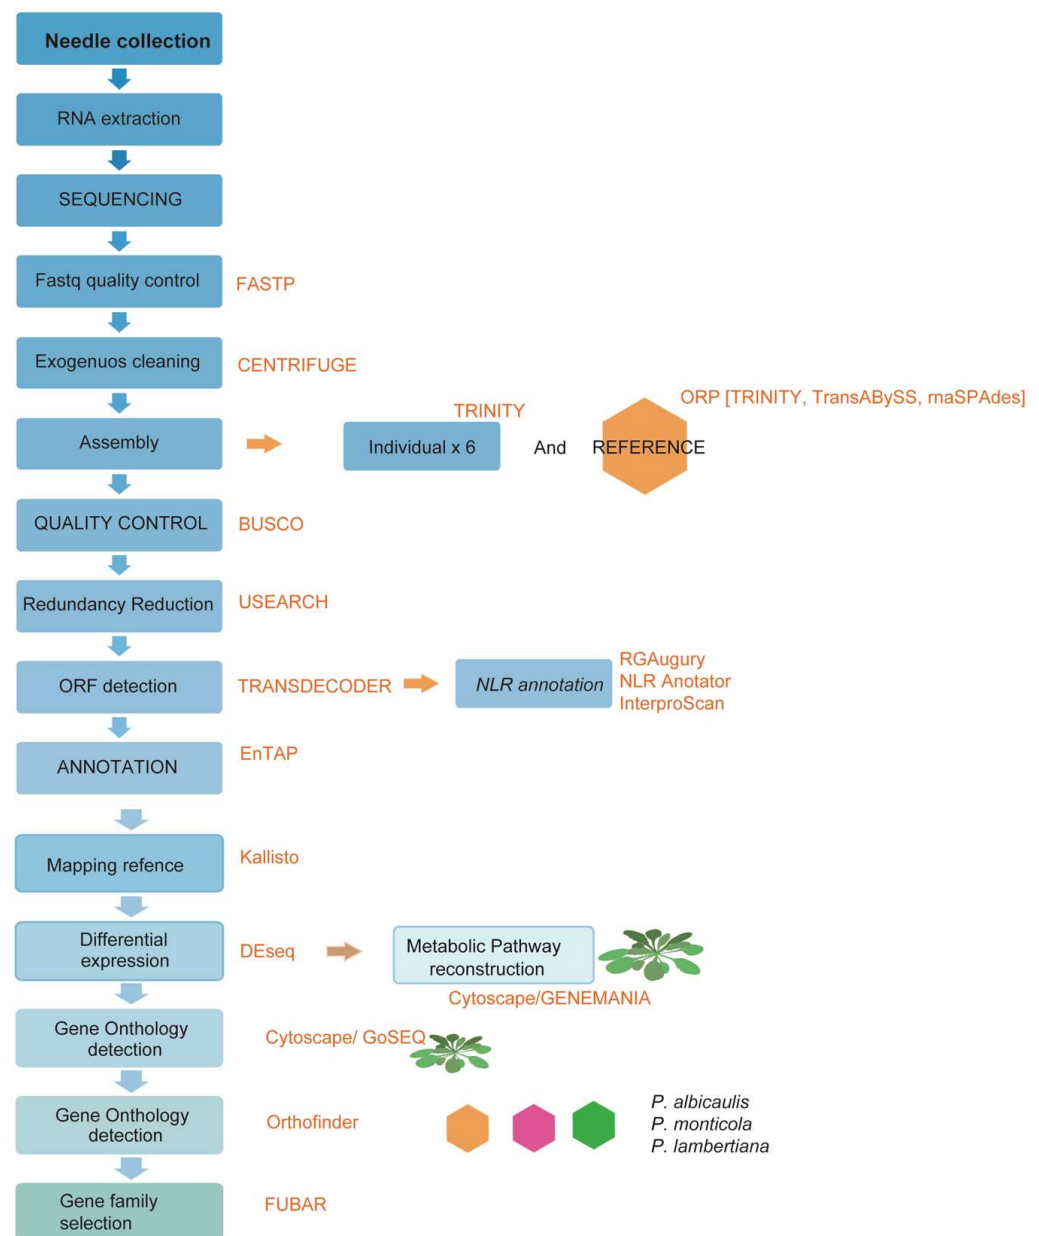 Needle collection
RNA extraction
SEQUENCING
Fastq quality control
FASTP
Exogenuos cleaning
CENTRIFUGE
ORP [TRINITY, TransABySS, rnaSPAdes]
TRINITY
Assembly
Individual x 6
And
REFERENCE
QUALITY CONTROL
BUSCO
Redundancy Reduction
USEARCH
ORF detection
TRANSDECODER
NLR annotation
RGAugury
NLR Anotator
InterproScan
ANNOTATION
EnTAP
Mapping refence
Kallisto
Differential
expression
DEseq
Metabolic Pathway
reconstruction
Cytoscape/GENEMANIA
Gene Onthology
detection
Cytoscape/ GoSEQ
Gene Onthology
detection
Orthofinder
P. albicaulis
P. monticola
P. lambertiana
Gene family
selection
FUBAR